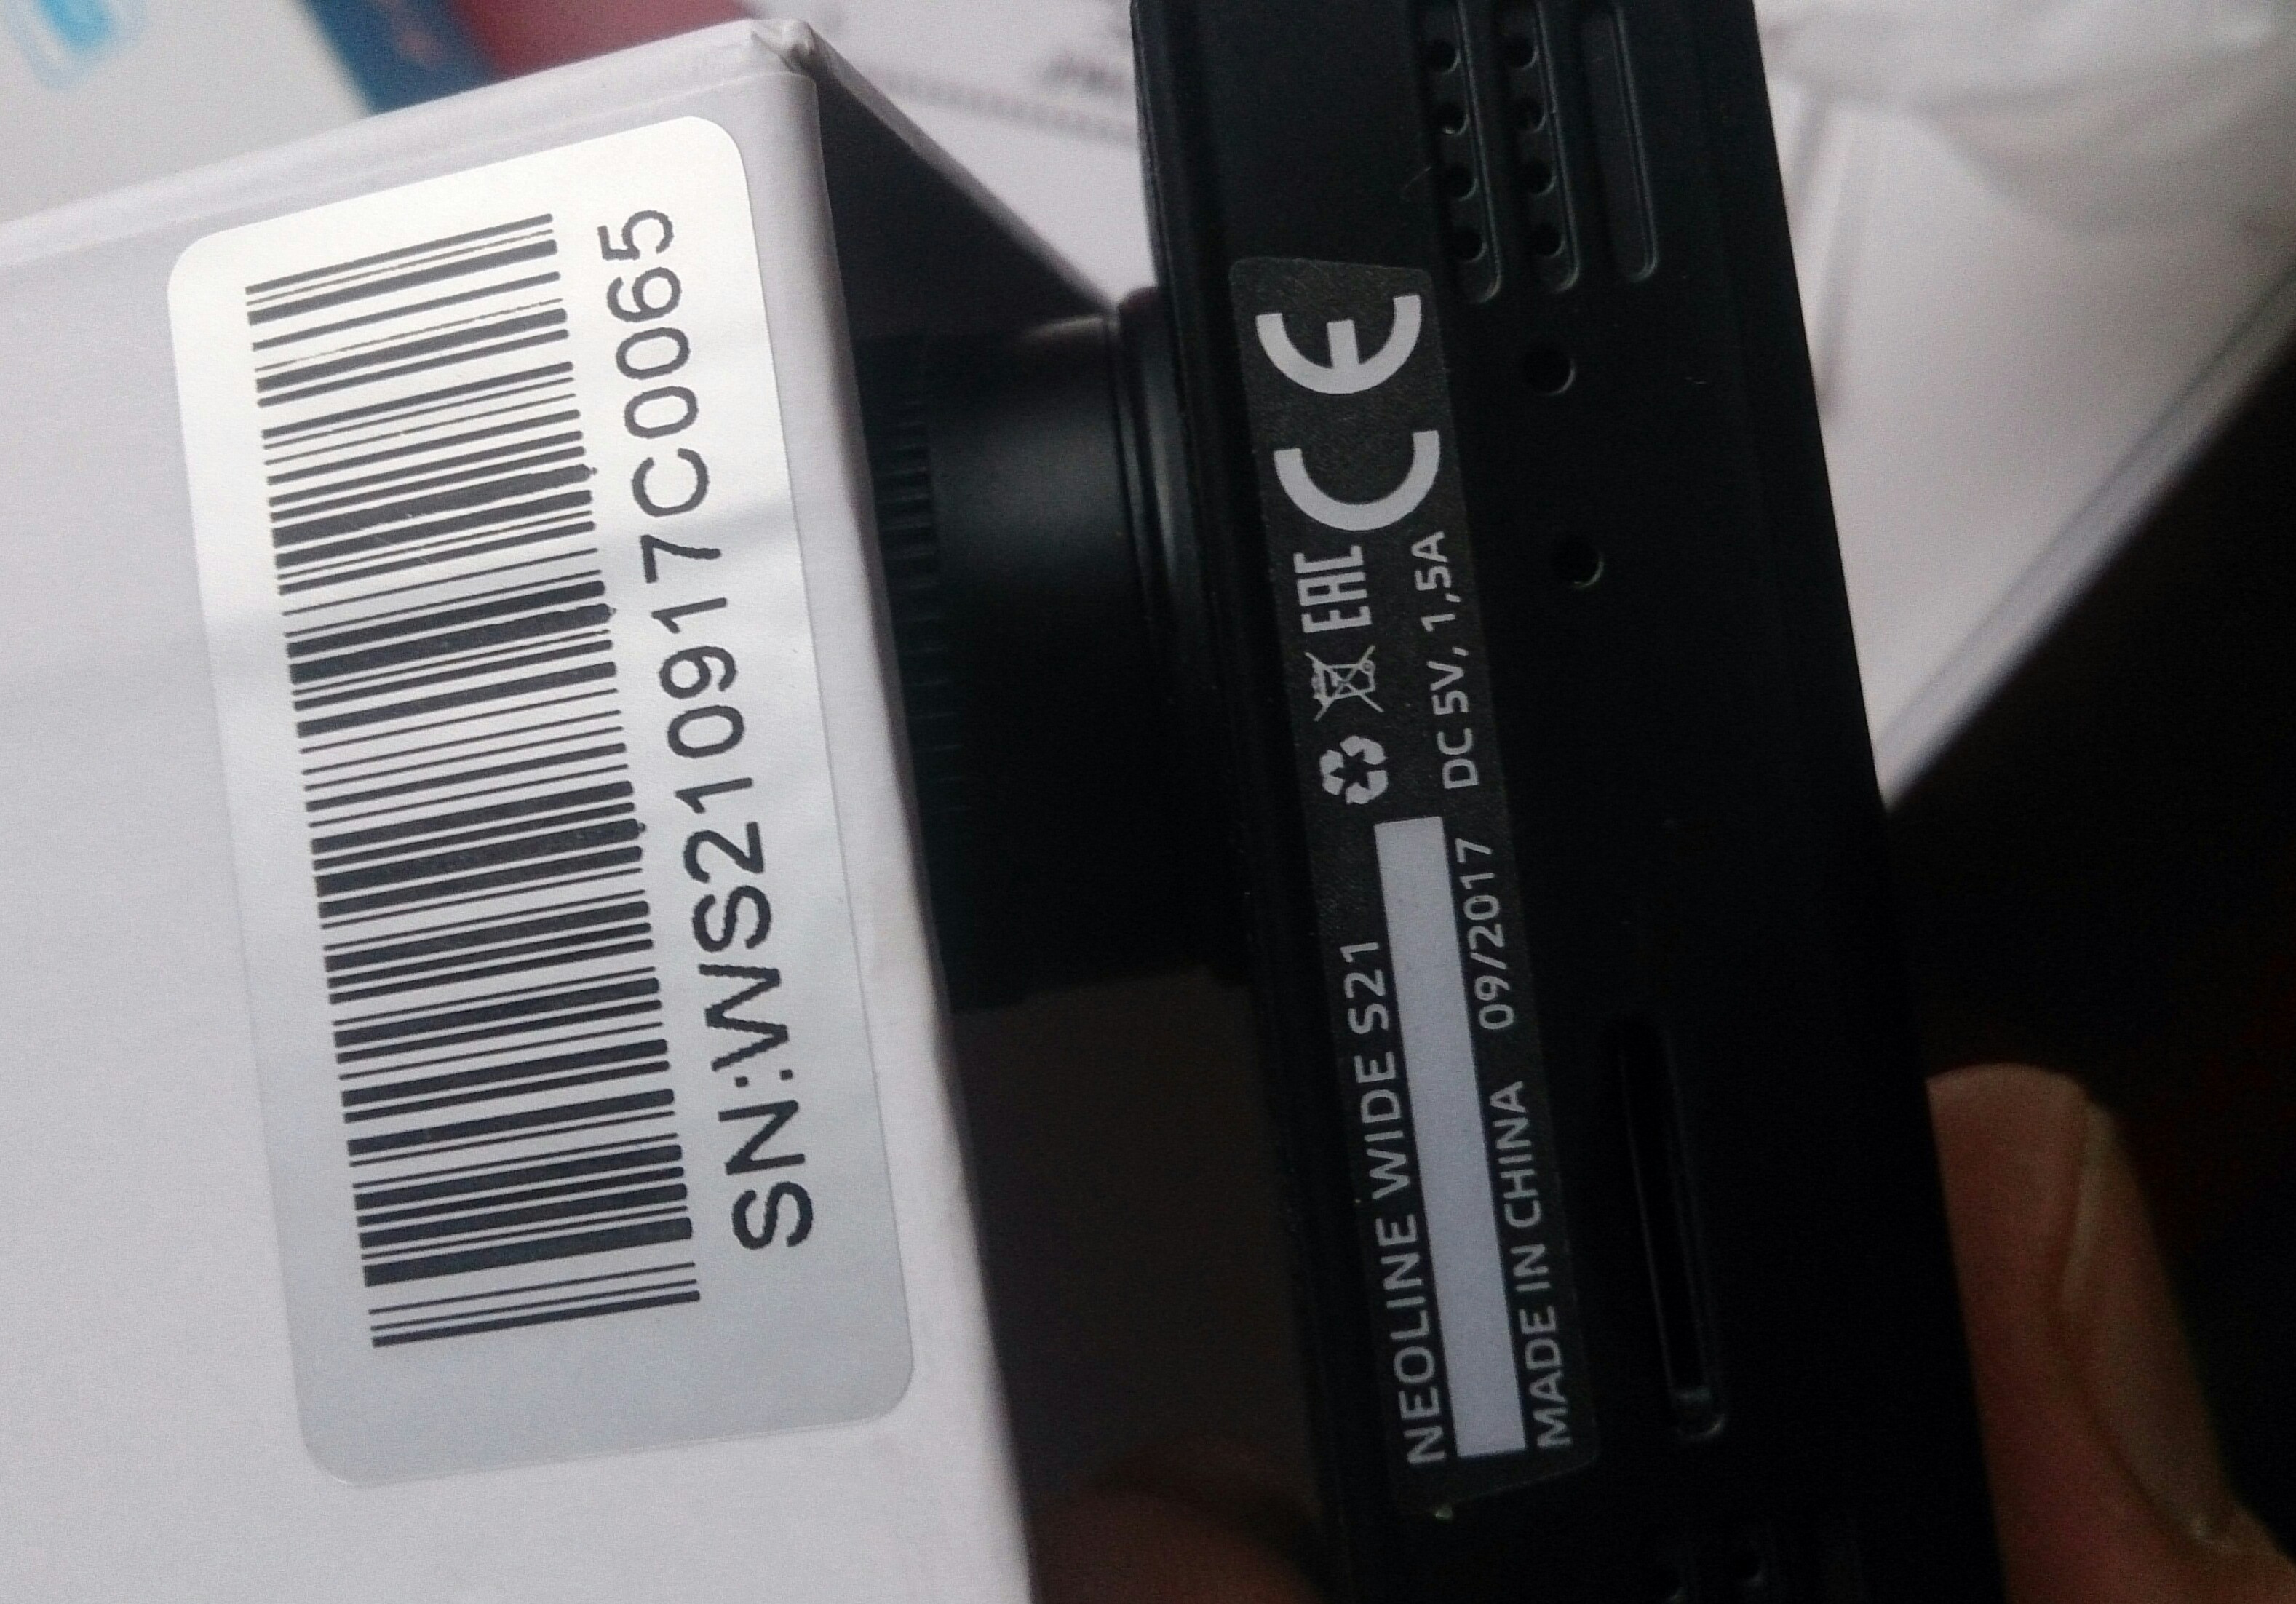 SN:WS210917C0065
NEOLINE WIDE S21
EAC
CE
MADE IN CHINA 09/2017 DC 5V, 1,5A